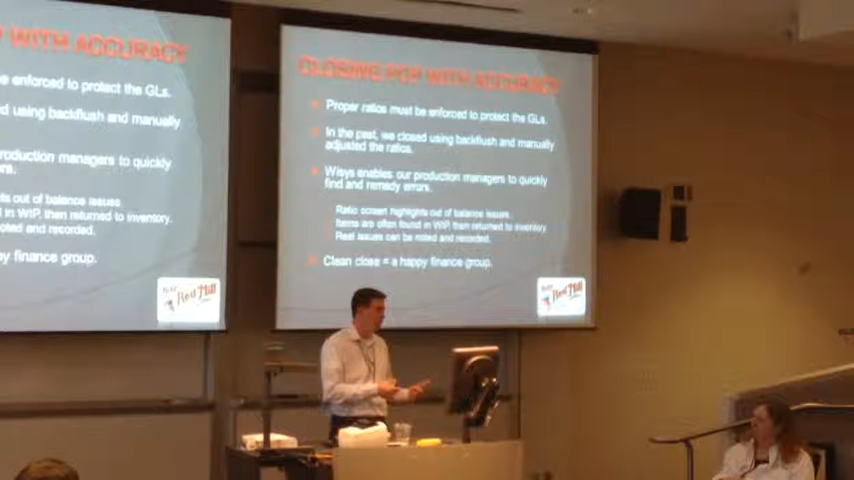 WITH ACCURACY
enforced to protect the GLs.
using backflush and manually
production managers to quickly
out of balance issues
in WIP, then returned to inventory.
noted and recorded.
finance group.
Red Mill
CLOSING POP WITH ACCURACY
Proper ratios must be enforced to protect the GLs.
In the past, we closed using backflush and manually
adjusted the ratios.
Wisys enables our production managers to quickly
find and remedy errors.
Ratio screen highlights out of balance issues.
Items are often found in WIP, then returned to inventory.
Reel issues can be noted and recorded.
Clean close = a happy finance group.
Red Mill